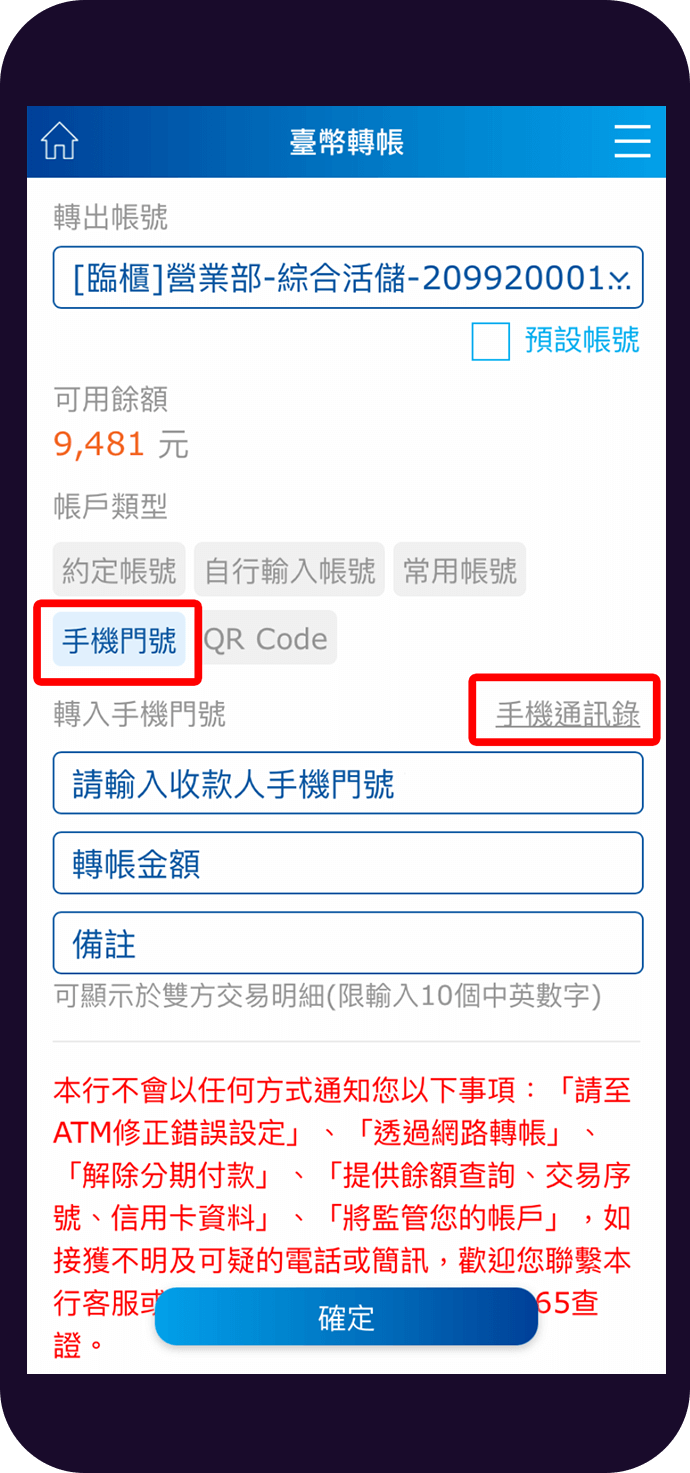 臺幣轉帳
轉出帳號
[臨櫃]營業部-綜合活儲-209920001...
預設帳號
可用餘額
9,481 元
帳戶類型
約定帳號 自行輸入帳號 常用帳號
手機門號 QR Code
轉入手機門號 手機通訊錄
請輸入收款人手機門號
轉帳金額
備註
可顯示於雙方交易明細(限輸入10個中英數字)
本行不會以任何方式通知您以下事項：「請至
ATM修正錯誤設定」、「透過網路轉帳」、
「解除分期付款」、「提供餘額查詢、交易序
號、信用卡資料」、「將監管您的帳戶」，如
接獲不明及可疑的電話或簡訊，歡迎您聯繫本
行客服或 65查
確定
證。